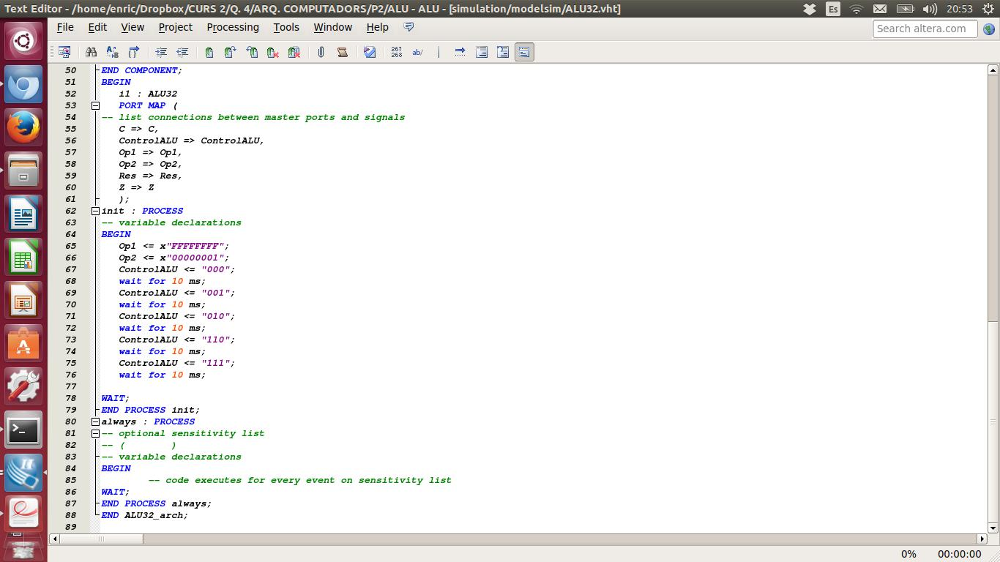 Text Editor - /home/enric/Dropbox/CURS 2/Q. 4/ARQ. COMPUTADORS/P2/ALU - ALU - [simulation/modelsim/ALU32.vht]
Es
20:53
File Edit View Project Processing Tools Window Help
Search altera.com
267
268
ab/
50 END COMPONENT;
51 BEGIN
52 i1 : ALU32
53 PORT MAP (
54 -- list connections between master ports and signals
55 C => C,
56 ControlALU => ControlALU,
57 Op1 => Op1,
58 Op2 => Op2,
59 Res => Res,
60 Z => Z
61 );
62 init : PROCESS
63 -- variable declarations
64 BEGIN
65 Op1 <= x"FFFFFFFF";
66 Op2 <= x"00000001";
67 ControlALU <= "000";
68 wait for 10 ms;
69 ControlALU <= "001";
70 wait for 10 ms;
71 ControlALU <= "010";
72 wait for 10 ms;
73 ControlALU <= "110";
74 wait for 10 ms;
75 ControlALU <= "111";
76 wait for 10 ms;
77
78 WAIT;
79 END PROCESS init;
80 always : PROCESS
81 -- optional sensitivity list
82 -- ( )
83 -- variable declarations
84 BEGIN
85 -- code executes for every event on sensitivity list
86 WAIT;
87 END PROCESS always;
88 END ALU32_arch;
89
0% 00:00:00